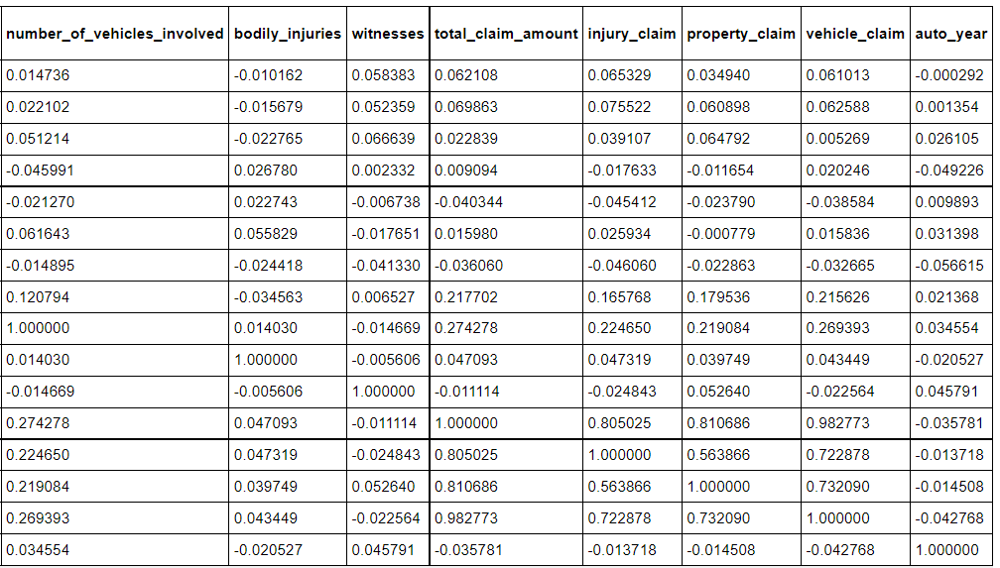 number_of_vehicles_involved bodily_injuries witnesses total_claim_amount injury_claim property_claim vehicle_claim auto_year
0.014736 -0.010162 0.058383 0.062108 0.065329 0.034940 0.061013 -0.000292
0.022102 -0.015679 0.052359 0.069863 0.075522 0.060898 0.062588 0.001354
0.051214 -0.022765 0.066639 0.022839 0.039107 0.064792 0.005269 0.026105
-0.045991 0.026780 0.002332 0.009094 -0.017633 -0.011654 0.020246 -0.049226
-0.021270 0.022743 -0.006738 -0.040344 -0.045412 -0.023790 -0.038584 0.009893
0.061643 0.055829 -0.017651 0.015980 0.025934 -0.000779 0.015836 0.031398
-0.014895 -0.024418 -0.041330 -0.036060 -0.046060 -0.022863 -0.032665 -0.056615
0.120794 -0.034563 0.006527 0.217702 0.165768 0.179536 0.215626 0.021368
1.000000 0.014030 -0.014669 0.274278 0.224650 0.219084 0.269393 0.034554
0.014030 1.000000 -0.005606 0.047093 0.047319 0.039749 0.043449 -0.020527
-0.014669 -0.005606 1.000000 -0.011114 -0.024843 0.052640 -0.022564 0.045791
0.274278 0.047093 -0.011114 1.000000 0.805025 0.810686 0.982773 -0.035781
0.224650 0.047319 -0.024843 0.805025 1.000000 0.563866 0.722878 -0.013718
0.219084 0.039749 0.052640 0.810686 0.563866 1.000000 0.732090 -0.014508
0.269393 0.043449 -0.022564 0.982773 0.722878 0.732090 1.000000 -0.042768
0.034554 -0.020527 0.045791 -0.035781 -0.013718 -0.014508 -0.042768 1.000000